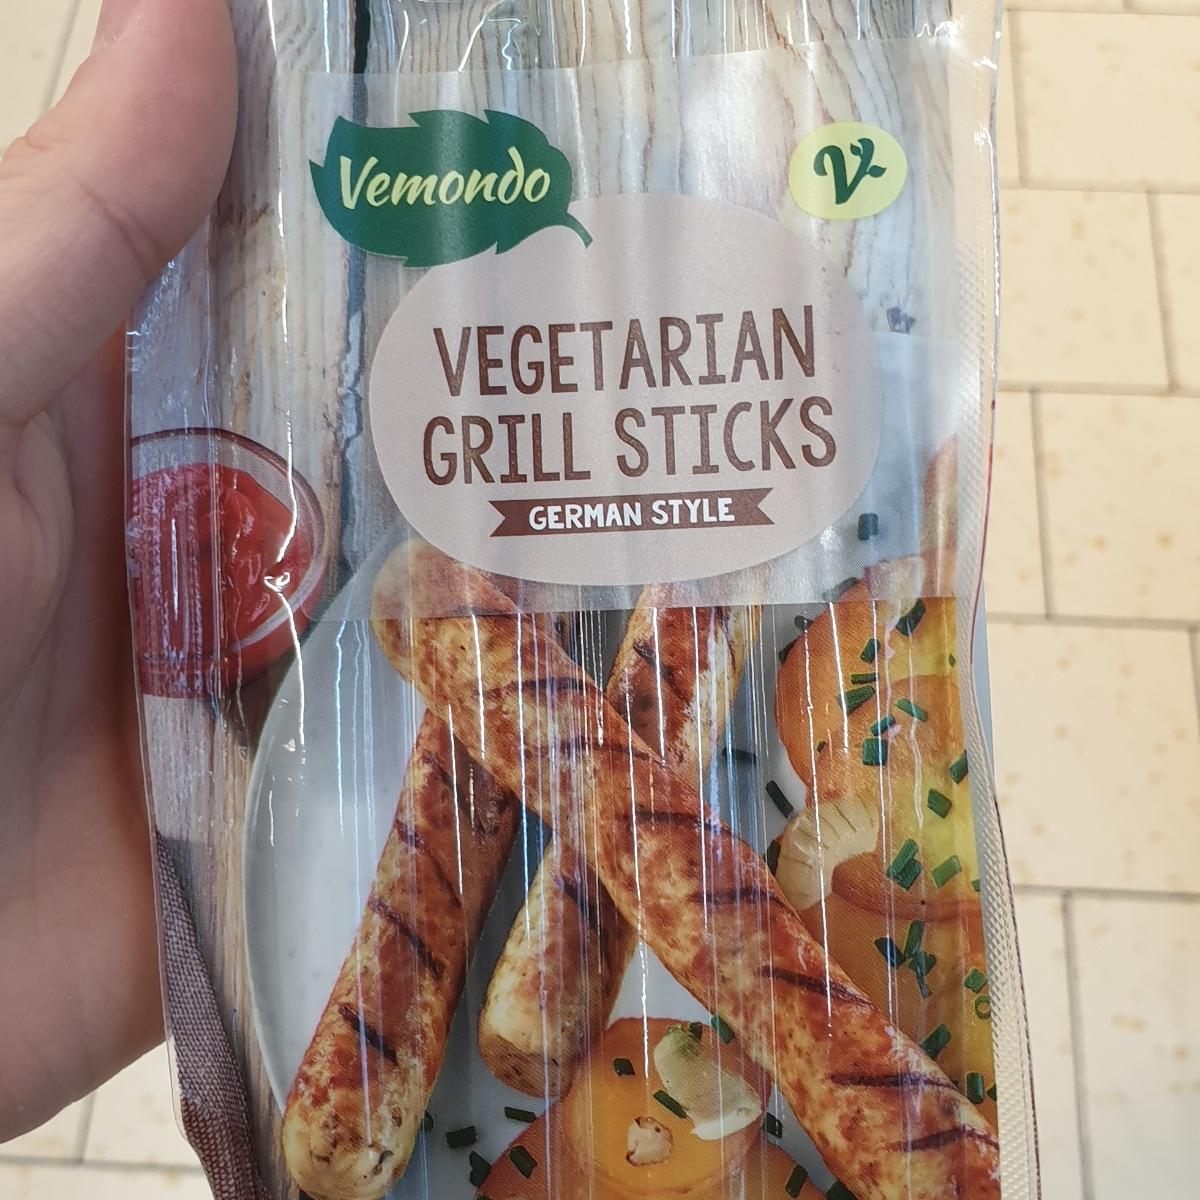 Vemondo
V
VEGETARIAN
GRILL STICKS
GERMAN STYLE